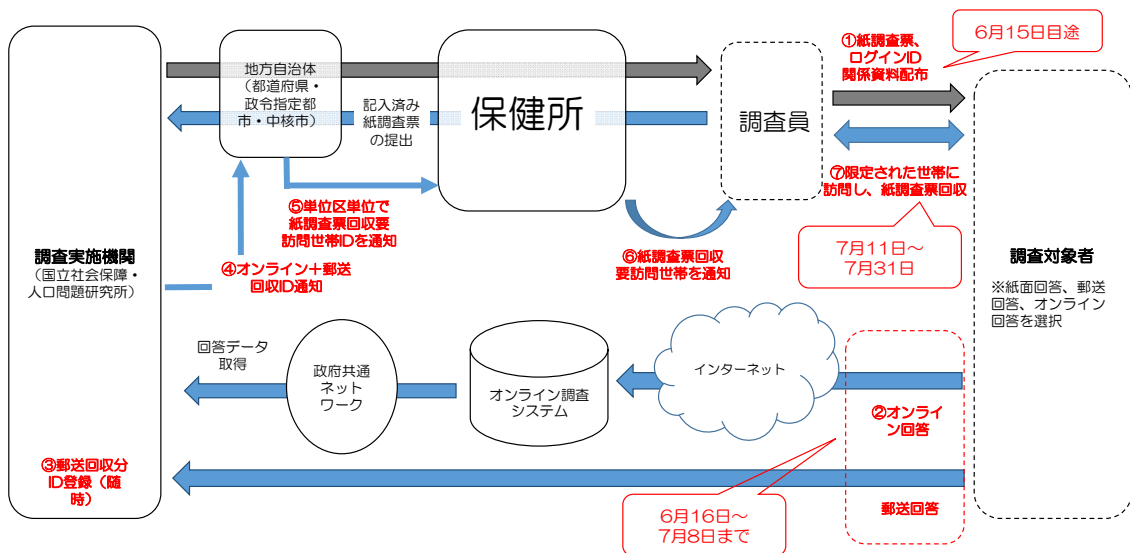 地方自治体
（都道府県・
政令指定都
市・中核市）
記入済み
紙調査票
の提出
保健所
調査員
①紙調査票、
ログインID
関係資料配布
6月15日目途
⑦限定された世帯に
訪問し、紙調査票回収
7月11日～
7月31日
⑤単位区単位で
紙調査票回収要
訪問世帯IDを通知
⑥紙調査票回収
要訪問世帯を通知
④オンライン＋郵送
回収ID通知
調査実施機関
（国立社会保障・
人口問題研究所）
調査対象者
※紙面回答、郵送
回答、オンライン
回答を選択
回答データ
取得
政府共通
ネット
ワーク
オンライン調査
システム
インターネット
②オンライ
ン回答
③郵送回収分
ID登録（随
時）
郵送回答
6月16日～
7月8日まで